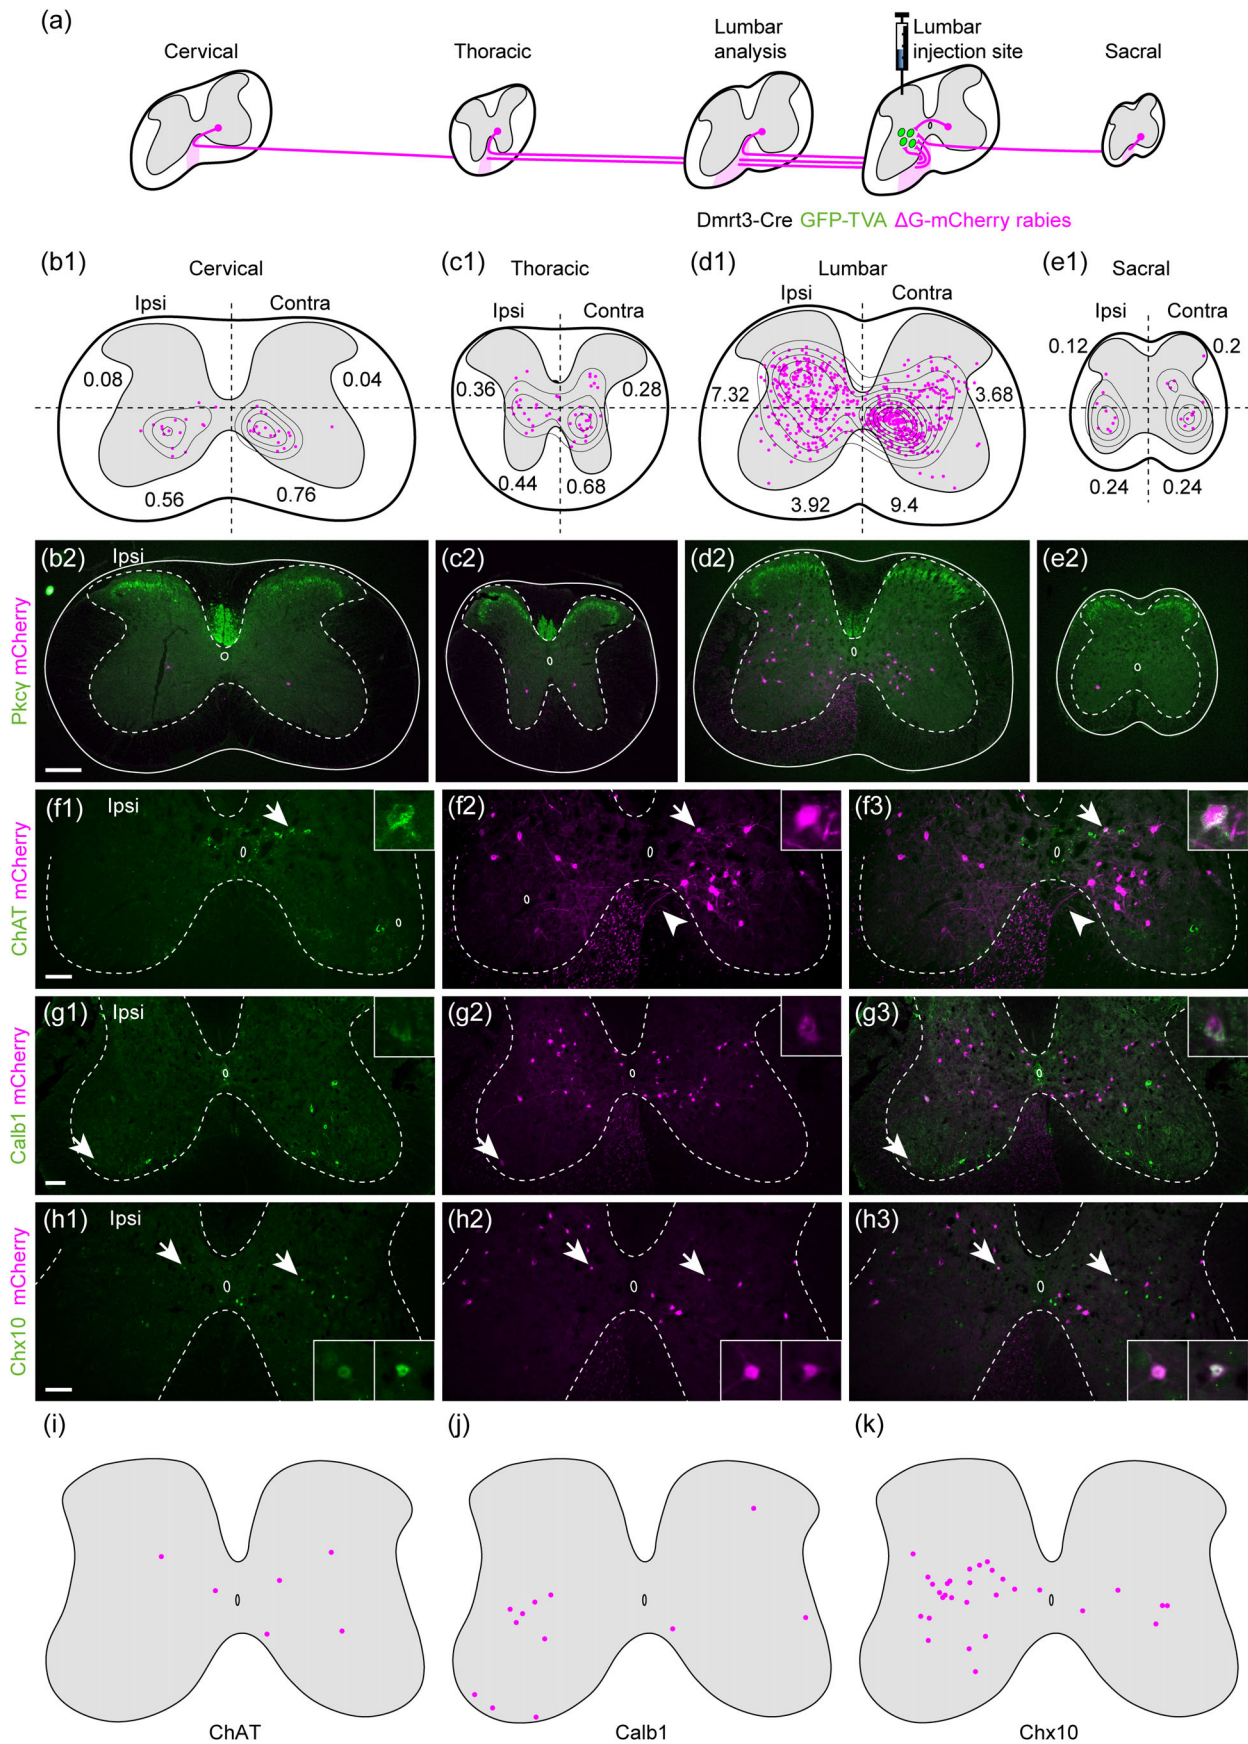 (a)
Cervical
Thoracic
Lumbar
analysis
Lumbar
injection site
Sacral
Dmrt3-Cre GFP-TVA ΔG-mCherry rabies
(b1)
Cervical
Ipsi
Contra
0.08
0.04
0.56
0.76
(c1)
Thoracic
Ipsi
Contra
0.36
0.28
0.44
0.68
(d1)
Lumbar
Ipsi
Contra
7.32
3.68
3.92
9.4
(e1)
Sacral
Ipsi
Contra
0.12
0.2
0.24
0.24
Pkcγ mCherry
(b2)
Ipsi
(c2)
(d2)
(e2)
ChAT mCherry
(f1)
Ipsi
(f2)
(f3)
Calb1 mCherry
(g1)
Ipsi
(g2)
(g3)
Chx10 mCherry
(h1)
Ipsi
(h2)
(h3)
(i)
ChAT
(j)
Calb1
(k)
Chx10